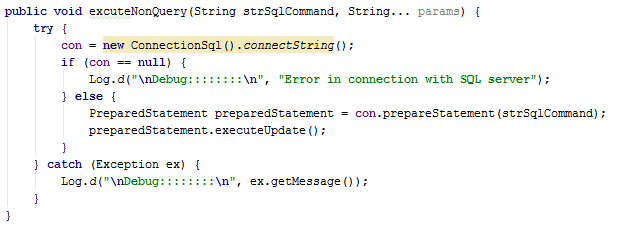 public void excuteNonQuery(String strSqlCommand, String... params) {
    try {
        con = new ConnectionSql().connectString();
        if (con == null) {
            Log.d("\nDebug::::::::\n", "Error in connection with SQL server");
        } else {
            PreparedStatement preparedStatement = con.prepareStatement(strSqlCommand);
            preparedStatement.executeUpdate();
        }
    } catch (Exception ex) {
        Log.d("\nDebug::::::::\n", ex.getMessage());
    }
}